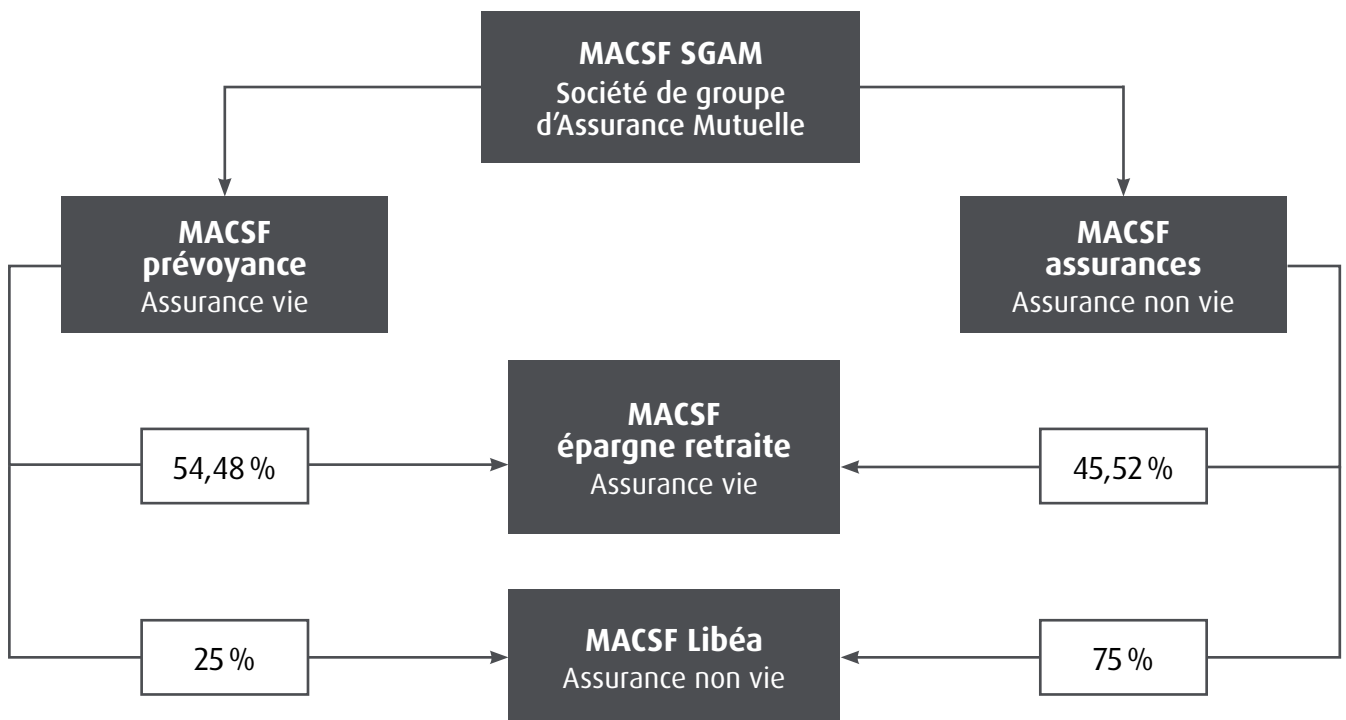 MACSF SGAM
Société de groupe
d'Assurance Mutuelle
MACSF
prévoyance
Assurance vie
MACSF
assurances
Assurance non vie
MACSF
épargne retraite
Assurance vie
54,48 %
45,52 %
MACSF Libéa
Assurance non vie
25 %
75 %